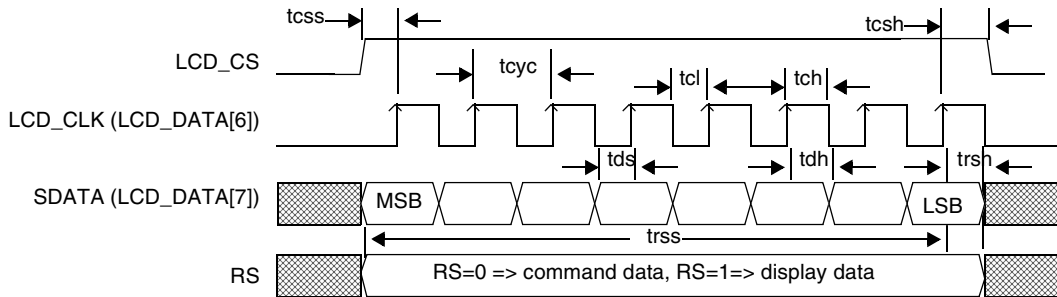 tcss
tcsh
LCD_CS
tcyc
tcl
tch
LCD_CLK (LCD_DATA[6])
tds
tdh
trsh
SDATA (LCD_DATA[7])
MSB
LSB
trss
RS
RS=0 => command data, RS=1=> display data